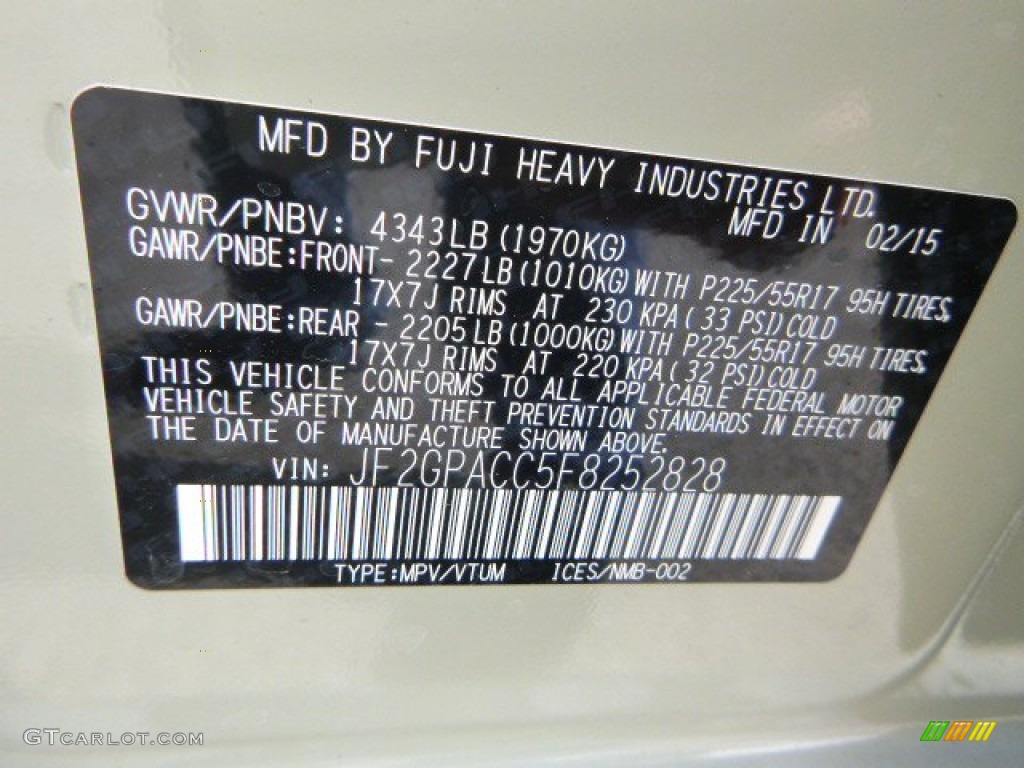 MFD BY FUJI HEAVY INDUSTRIES LTD.
MFD IN 02/15
GVWR/PNBV: 4343LB (1970KG)
GAWR/PNBE:FRONT- 2227LB (1010KG) WITH P225/55R17 95H TIRES,
17X7J RIMS AT 230 KPA (33 PSI) COLD
GAWR/PNBE:REAR - 2205LB (1000KG) WITH P225/55R17 95H TIRES,
17X7J RIMS AT 220 KPA (32 PSI) COLD
THIS VEHICLE CONFORMS TO ALL APPLICABLE FEDERAL MOTOR
VEHICLE SAFETY AND THEFT PREVENTION STANDARDS IN EFFECT ON
THE DATE OF MANUFACTURE SHOWN ABOVE.
VIN: JF2GPACC5F8252828
TYPE:MPV/VTUM ICES/NMB-002
GTCARLOT.COM